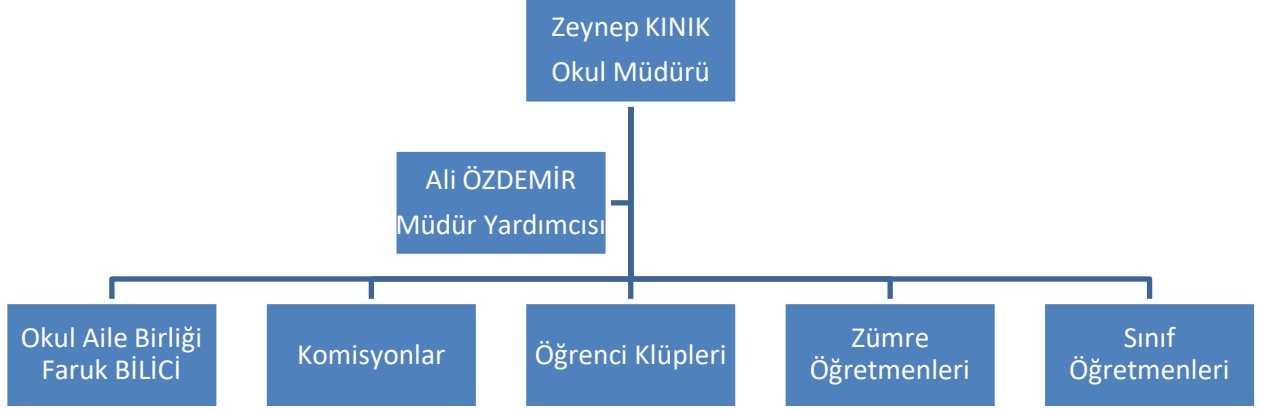 Zeynep KINIK
Okul Müdürü
Ali ÖZDEMİR
Müdür Yardımcısı
Okul Aile Birliği
Faruk BİLİCİ
Komisyonlar
Öğrenci Klüpleri
Zümre
Öğretmenleri
Sınıf
Öğretmenleri